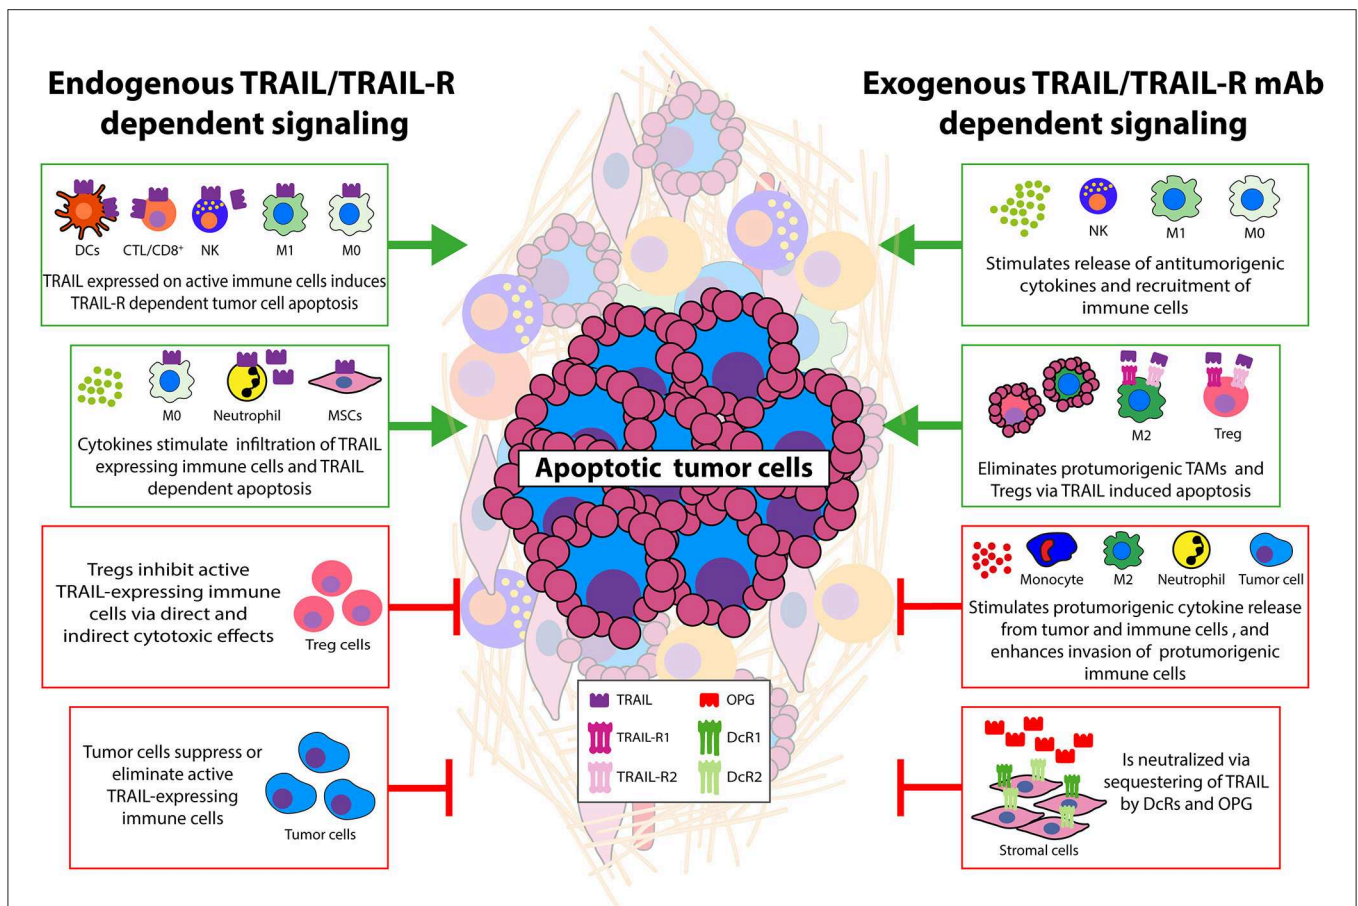 Endogenous TRAIL/TRAIL-R
dependent signaling
DCs
CTL/CD8⁺
NK
M1
M0
TRAIL expressed on active immune cells induces
TRAIL-R dependent tumor cell apoptosis
M0
Neutrophil
MSCs
Cytokines stimulate infiltration of TRAIL
expressing immune cells and TRAIL
dependent apoptosis
Tregs inhibit active
TRAIL-expressing immune
cells via direct and
indirect cytotoxic effects
Treg cells
Tumor cells suppress or
eliminate active
TRAIL-expressing
immune cells
Tumor cells
Apoptotic tumor cells
TRAIL
OPG
TRAIL-R1
DcR1
TRAIL-R2
DcR2
Exogenous TRAIL/TRAIL-R mAb
dependent signaling
NK
M1
M0
Stimulates release of antitumorigenic
cytokines and recruitment of
immune cells
M2
Treg
Eliminates protumorigenic TAMs and
Tregs via TRAIL induced apoptosis
Monocyte
M2
Neutrophil
Tumor cell
Stimulates protumorigenic cytokine release
from tumor and immune cells , and
enhances invasion of protumorigenic
immune cells
Is neutralized via
sequestering of TRAIL
by DcRs and OPG
Stromal cells